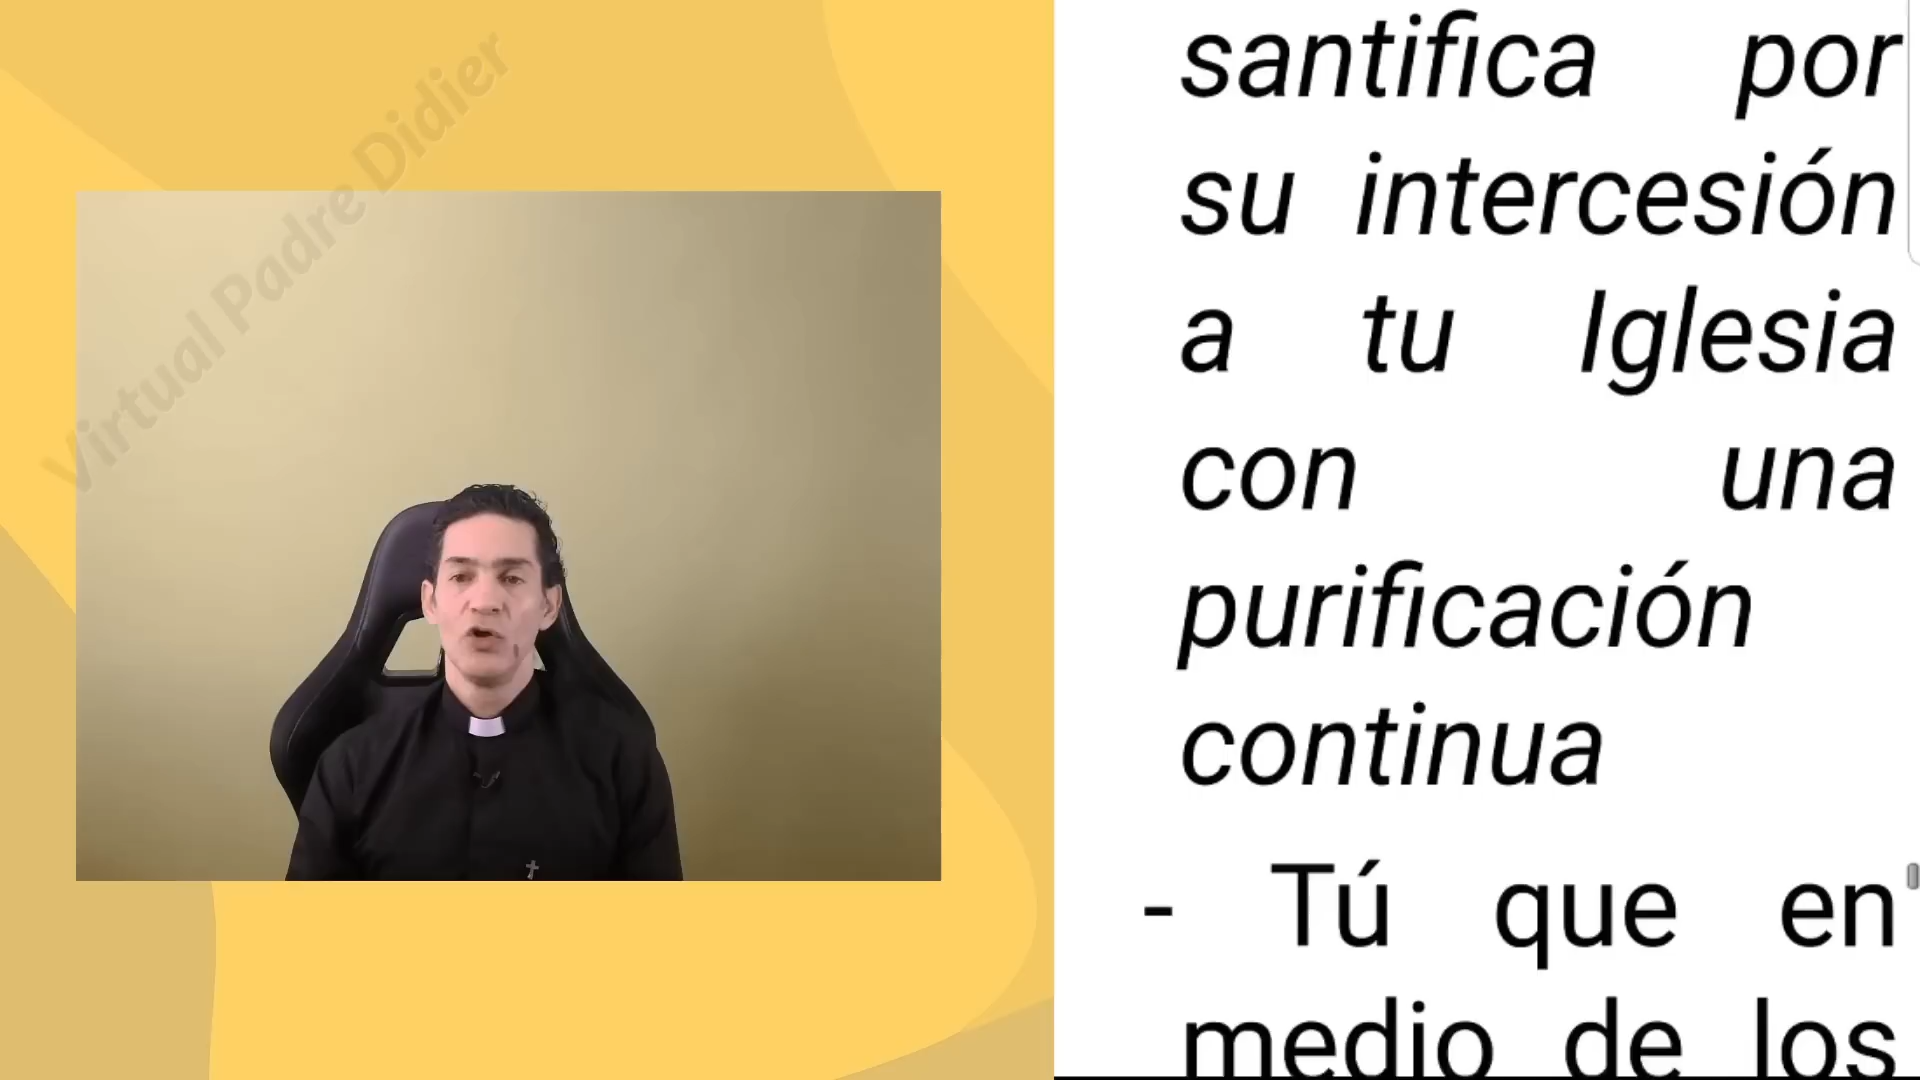 Virtual Padre Didier
santifica por
su intercesión
a tu Iglesia
con una
purificación
continua
- Tú que en
medio de los